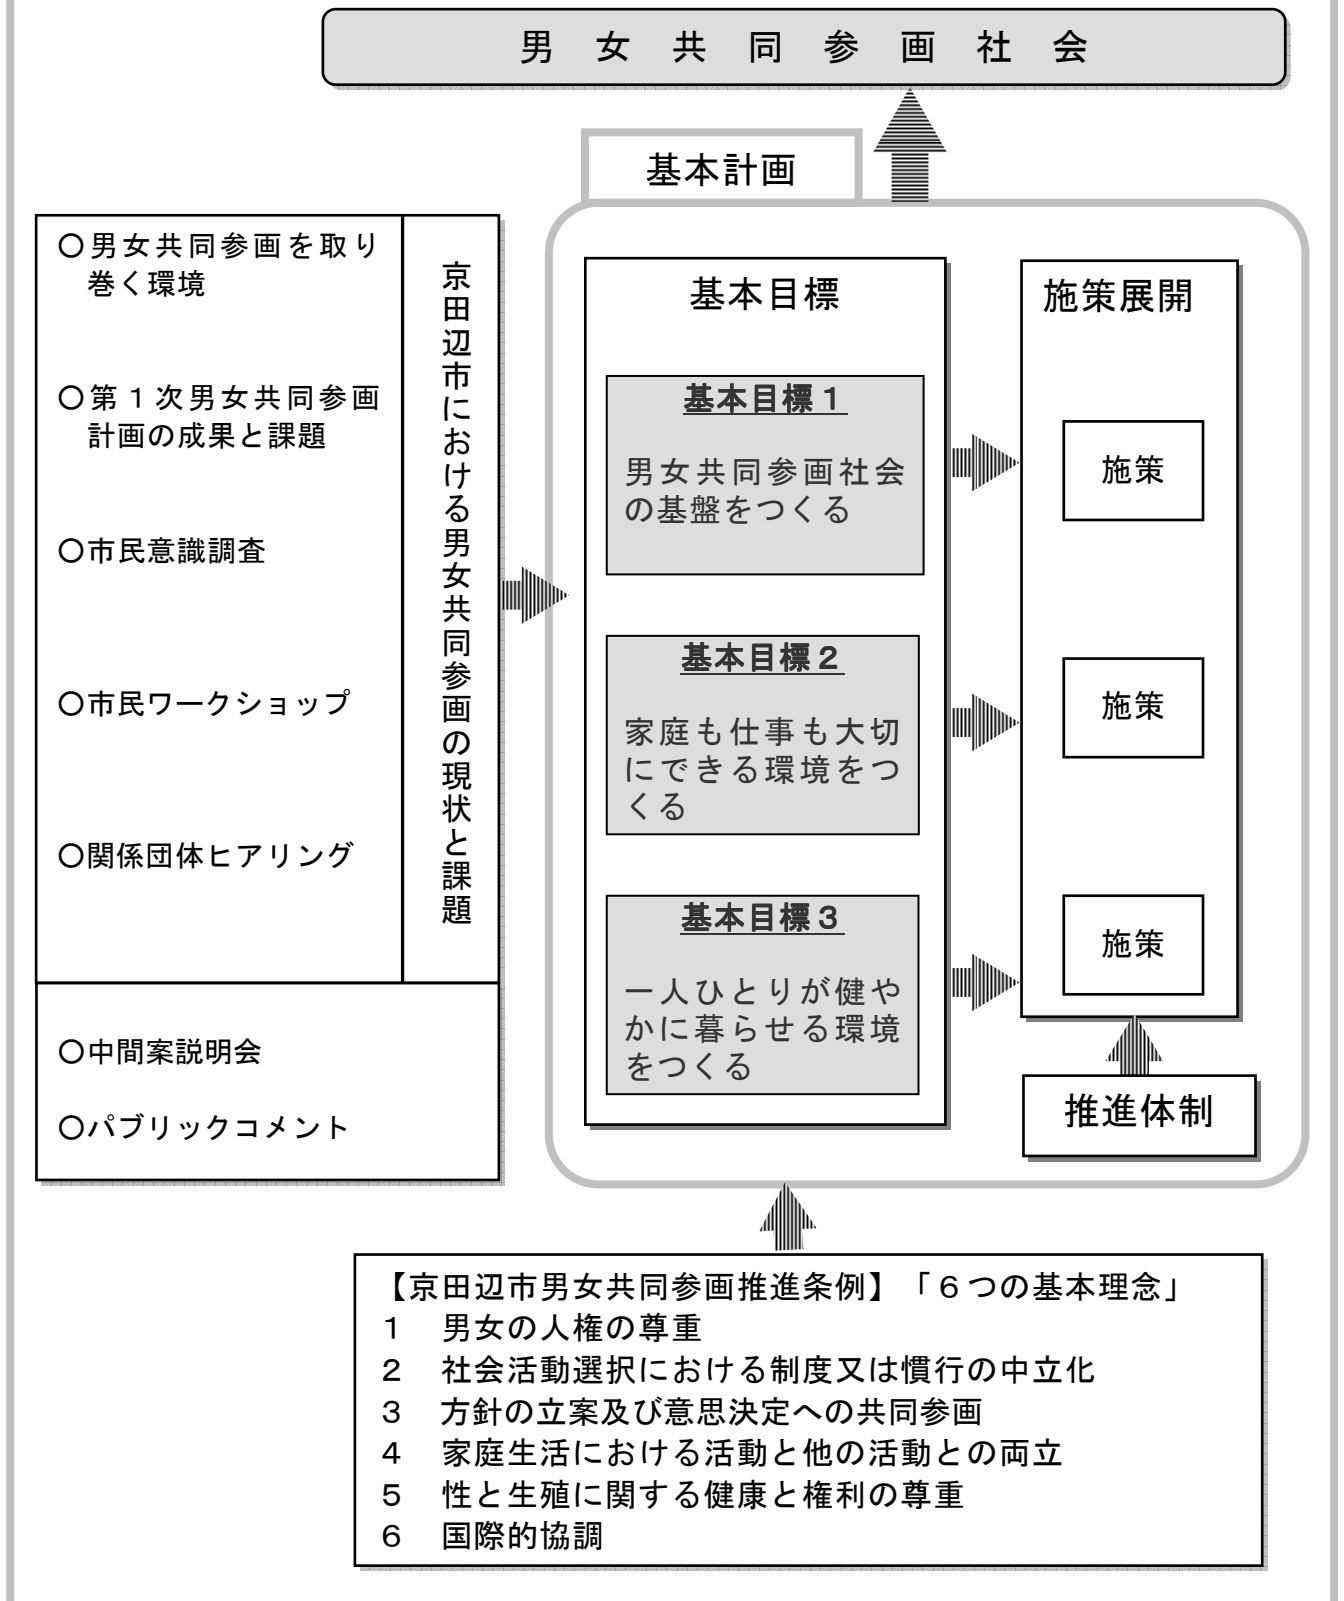 男女共同参画社会
基本計画
○男女共同参画を取り
巻く環境
○第１次男女共同参画
計画の成果と課題
○市民意識調査
○市民ワークショップ
○関係団体ヒアリング
京田辺市における男女共同参画の現状と課題
○中間案説明会
○パブリックコメント
基本目標
基本目標１
男女共同参画社会
の基盤をつくる
基本目標２
家庭も仕事も大切
にできる環境をつ
くる
基本目標３
一人ひとりが健や
かに暮らせる環境
をつくる
施策展開
施策
施策
施策
推進体制
【京田辺市男女共同参画推進条例】「６つの基本理念」
１　男女の人権の尊重
２　社会活動選択における制度又は慣行の中立化
３　方針の立案及び意思決定への共同参画
４　家庭生活における活動と他の活動との両立
５　性と生殖に関する健康と権利の尊重
６　国際的協調